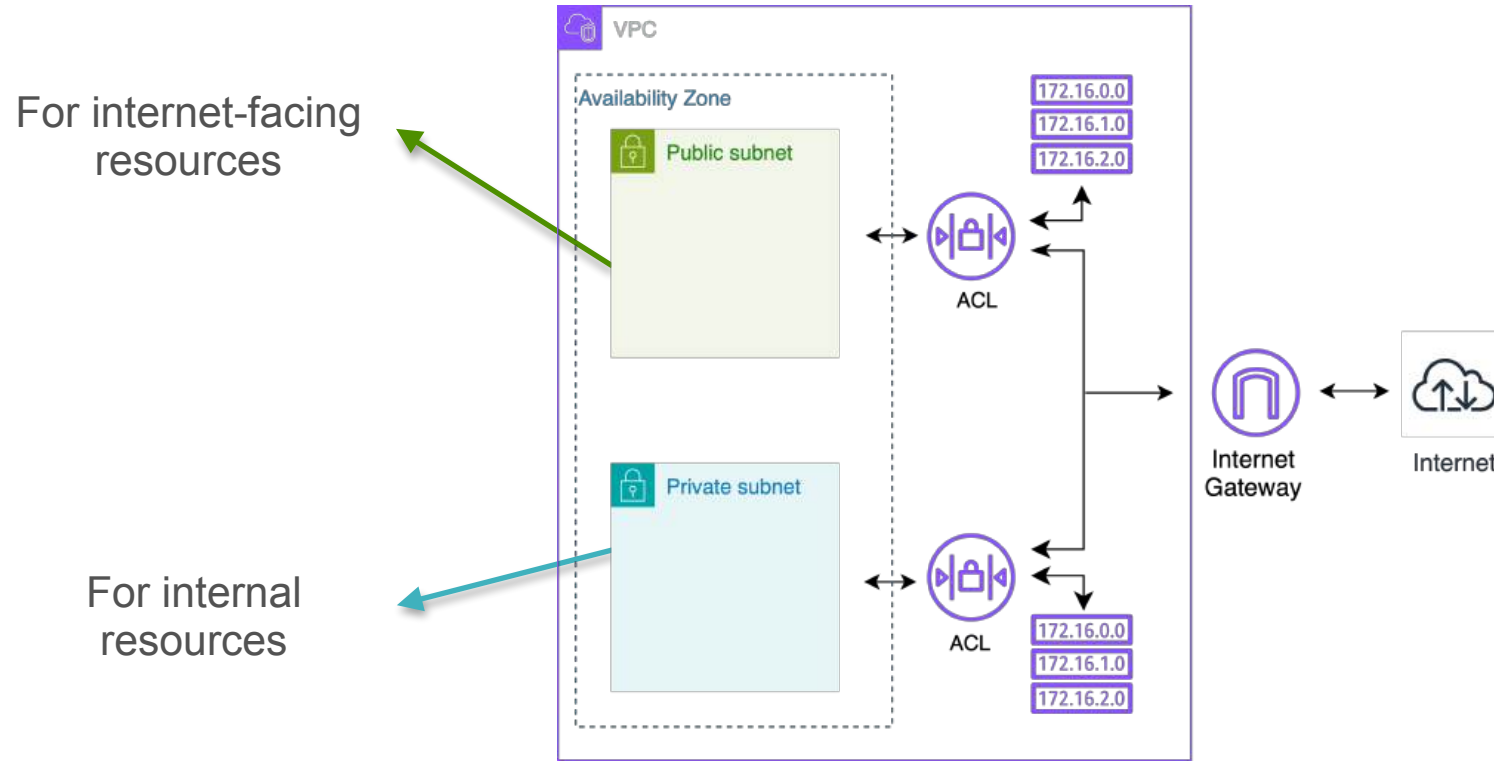 VPC
For internet-facing
resources
Availability Zone
Public subnet
172.16.0.0
172.16.1.0
172.16.2.0
ACL
Internet
Gateway
Internet
Private subnet
For internal
resources
ACL
172.16.0.0
172.16.1.0
172.16.2.0